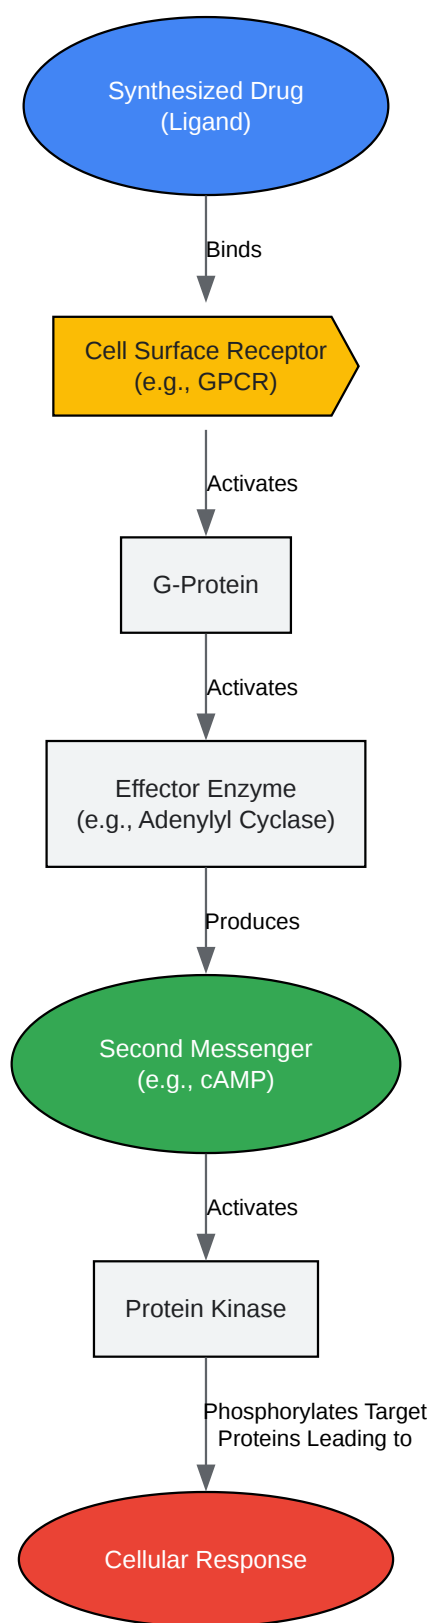 Synthesized Drug
(Ligand)
Binds
Cell Surface Receptor
(e.g., GPCR)
Activates
G-Protein
Activates
Effector Enzyme
(e.g., Adenylyl Cyclase)
Produces
Second Messenger
(e.g., cAMP)
Activates
Protein Kinase
Phosphorylates Target
Proteins Leading to
Cellular Response